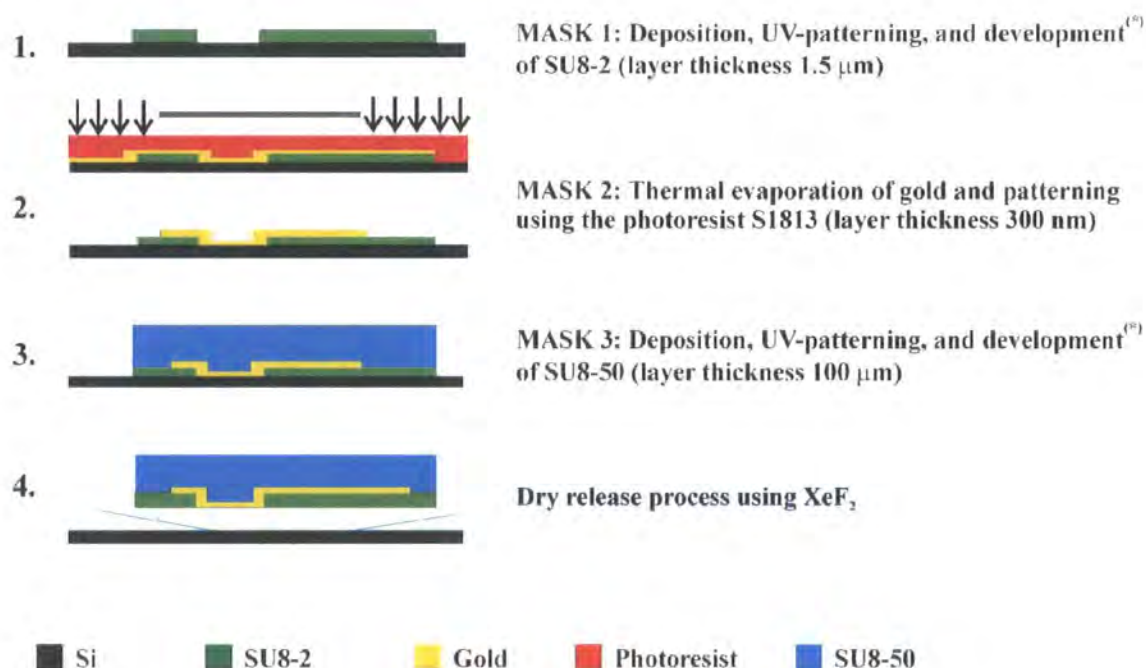 1.
MASK 1: Deposition, UV-patterning, and development(*)
of SU8-2 (layer thickness 1.5 μm)
2.
MASK 2: Thermal evaporation of gold and patterning
using the photoresist S1813 (layer thickness 300 nm)
3.
MASK 3: Deposition, UV-patterning, and development(*)
of SU8-50 (layer thickness 100 μm)
4.
Dry release process using XeF₂
Si SU8-2 Gold Photoresist SU8-50